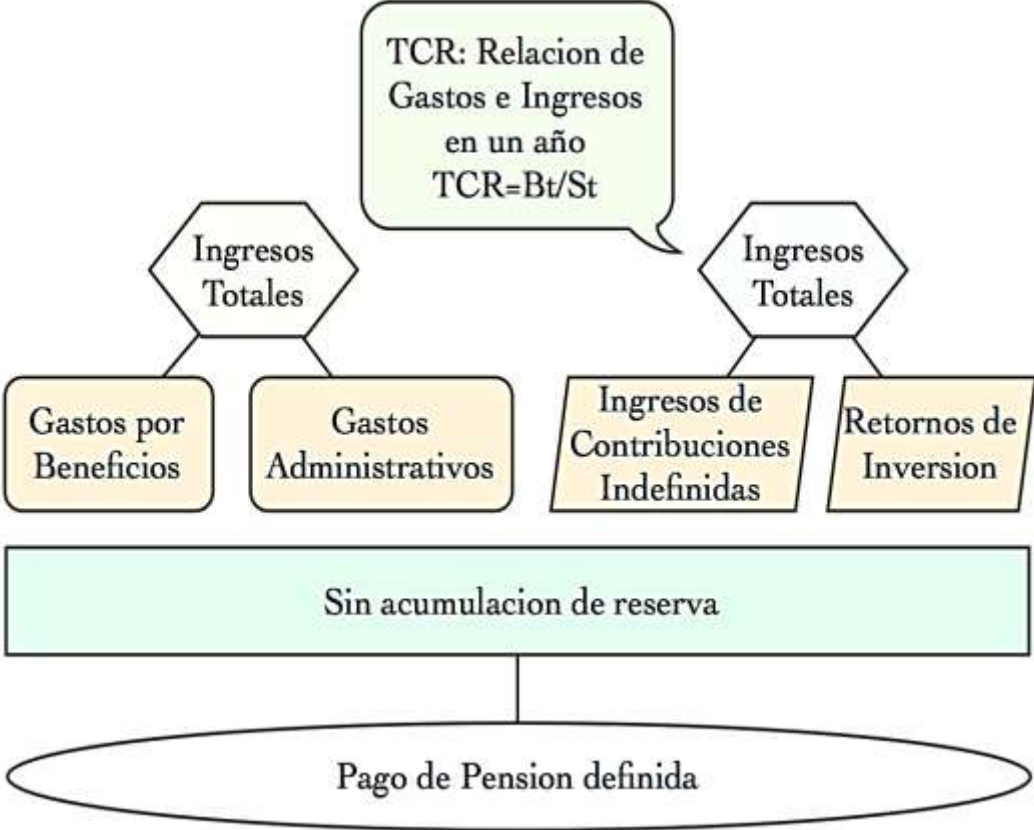 TCR: Relacion de
Gastos e Ingresos
en un año
TCR=Bt/St
Ingresos
Totales
Ingresos
Totales
Gastos por
Beneficios
Gastos
Administrativos
Ingresos de
Contribuciones
Indefinidas
Retornos de
Inversion
Sin acumulacion de reserva
Pago de Pension definida